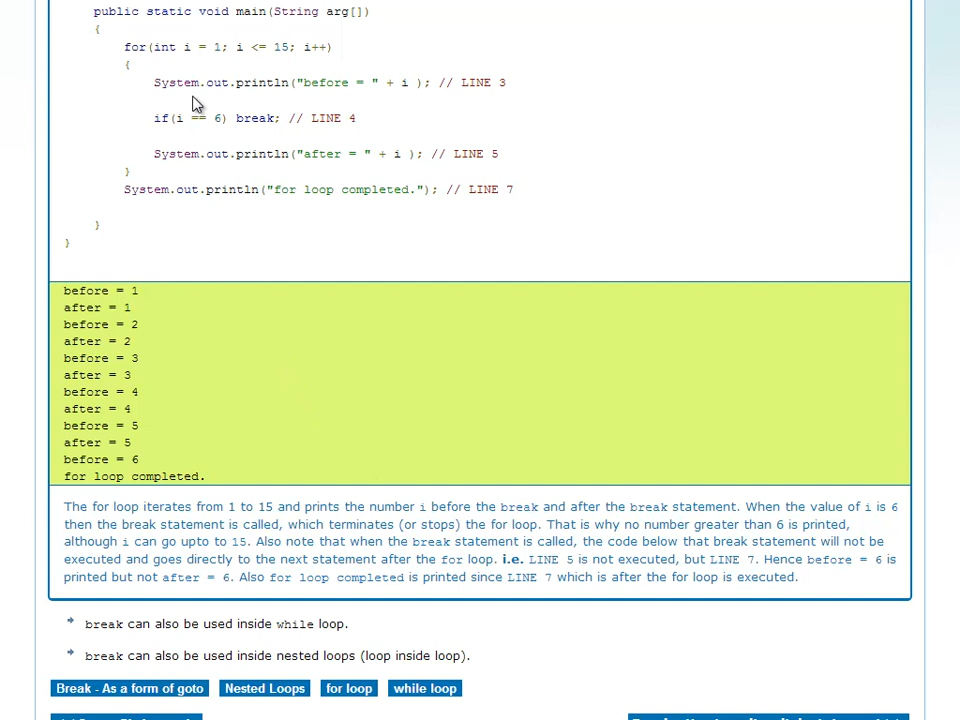 public static void main(String arg[])
{
for(int i = 1; i <= 15; i++)
{
System.out.println("before = " + i ); // LINE 3
if(i == 6) break; // LINE 4
System.out.println("after = " + i ); // LINE 5
}
System.out.println("for loop completed."); // LINE 7
}
}
before = 1
after = 1
before = 2
after = 2
before = 3
after = 3
before = 4
after = 4
before = 5
after = 5
before = 6
for loop completed.
The for loop iterates from 1 to 15 and prints the number i before the break and after the break statement. When the value of i is 6
then the break statement is called, which terminates (or stops) the for loop. That is why no number greater than 6 is printed,
although i can go upto to 15. Also note that when the break statement is called, the code below that break statement will not be
executed and goes directly to the next statement after the for loop. i.e. LINE 5 is not executed, but LINE 7. Hence before = 6 is
printed but not after = 6. Also for loop completed is printed since LINE 7 which is after the for loop is executed.
break can also be used inside while loop.
break can also be used inside nested loops (loop inside loop).
Break - As a form of goto Nested Loops for loop while loop